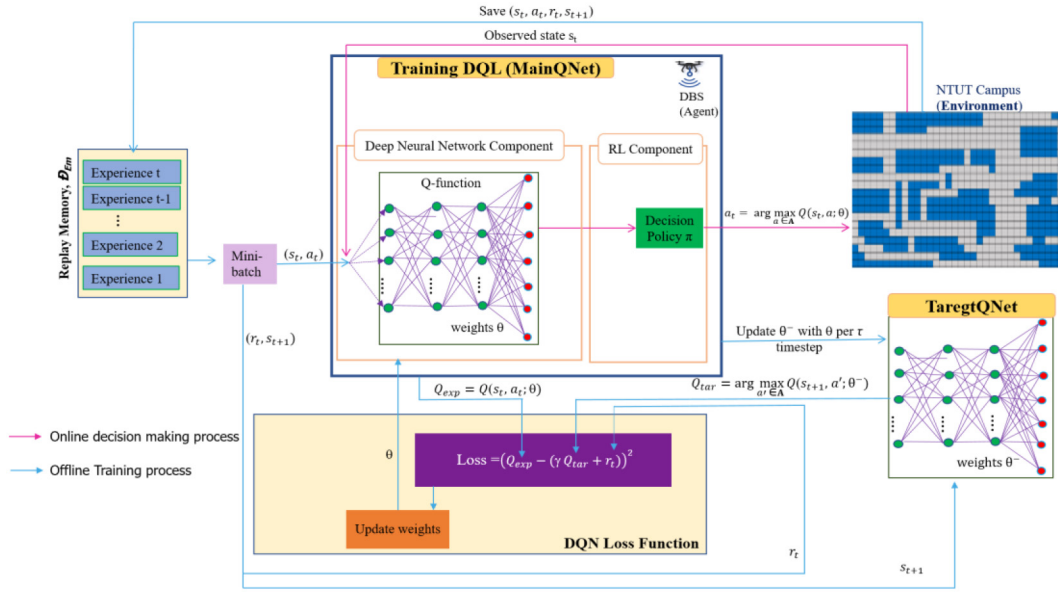 Save (s_t, a_t, r_t, s_{t+1})
Observed state s_t
Training DQL (MainQNet)
DBS
(Agent)
NTUT Campus
(Environment)
Replay Memory, Đ_Em
Experience t
Experience t-1
⋮
Experience 2
Experience 1
Mini-
batch
(s_t, a_t)
(r_t, s_{t+1})
Deep Neural Network Component
Q-function
weights θ
RL Component
Decision
Policy π
a_t = arg max_{a∈A} Q(s_t, a; θ)
TaregtQNet
weights θ⁻
Update θ⁻ with θ per τ
timestep
Q_exp = Q(s_t, a_t; θ)
Q_tar = arg max_{a′∈A} Q(s_{t+1}, a′; θ⁻)
Online decision making process
Offline Training process
θ
Loss =(Q_exp − (γ Q_tar + r_t))²
Update weights
DQN Loss Function
r_t
s_{t+1}